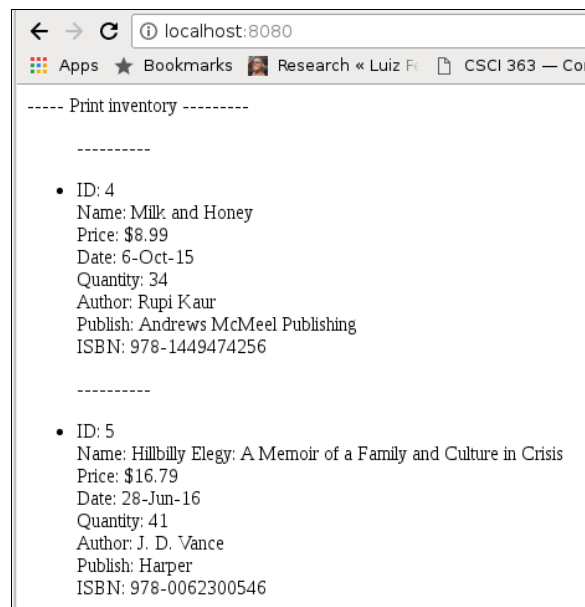 localhost:8080
Apps Bookmarks Research « Luiz CSCI 363 — Co
----- Print inventory ---------
----------
• ID: 4
Name: Milk and Honey
Price: $8.99
Date: 6-Oct-15
Quantity: 34
Author: Rupi Kaur
Publish: Andrews McMeel Publishing
ISBN: 978-1449474256
----------
• ID: 5
Name: Hillbilly Elegy: A Memoir of a Family and Culture in Crisis
Price: $16.79
Date: 28-Jun-16
Quantity: 41
Author: J. D. Vance
Publish: Harper
ISBN: 978-0062300546